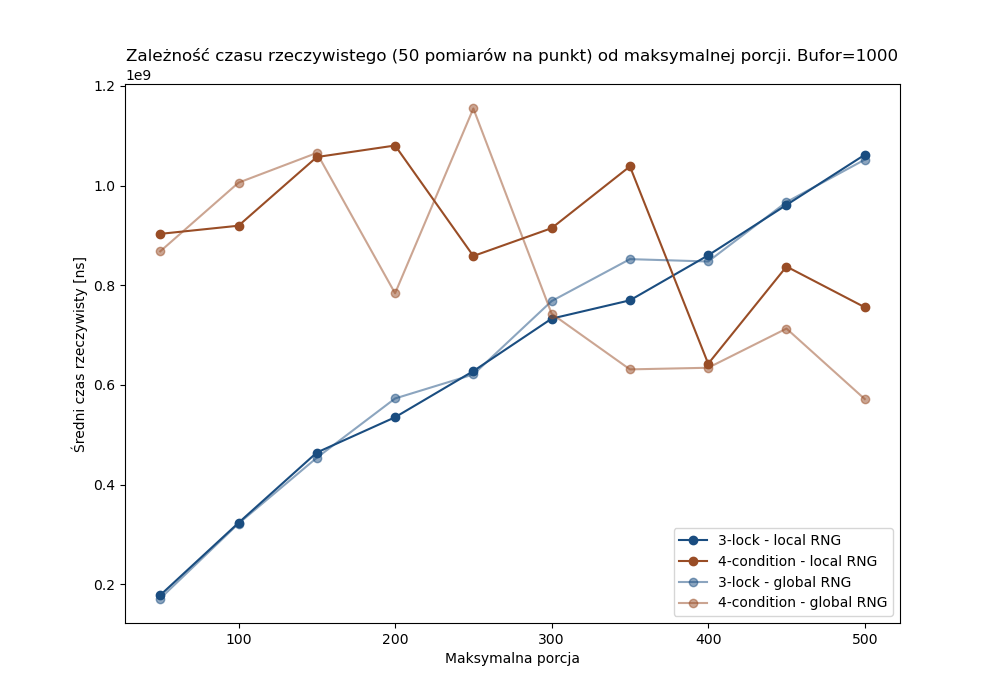 Zależność czasu rzeczywistego (50 pomiarów na punkt) od maksymalnej porcji. Bufor=1000
1e9
1.2
1.0
0.8
0.6
0.4
0.2
Średni czas rzeczywisty [ns]
3-lock - local RNG
4-condition - local RNG
3-lock - global RNG
4-condition - global RNG
100 200 300 400 500
Maksymalna porcja